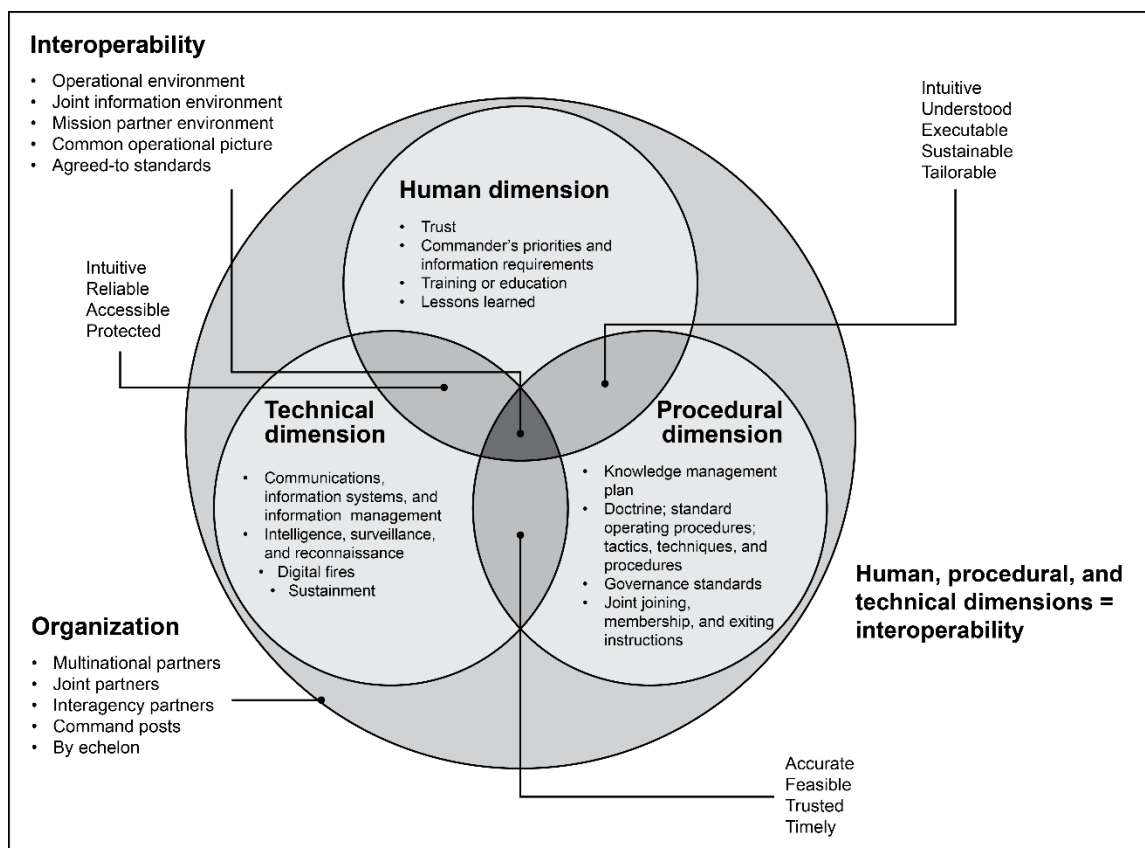 Interoperability
• Operational environment
• Joint information environment
• Mission partner environment
• Common operational picture
• Agreed-to standards
Intuitive
Understood
Executable
Sustainable
Tailorable
Human dimension
• Trust
• Commander’s priorities and
information requirements
• Training or education
• Lessons learned
Intuitive
Reliable
Accessible
Protected
Technical
dimension
• Communications,
information systems, and
information management
• Intelligence, surveillance,
and reconnaissance
• Digital fires
• Sustainment
Procedural
dimension
• Knowledge management
plan
• Doctrine; standard
operating procedures;
tactics, techniques, and
procedures
• Governance standards
• Joint joining,
membership, and exiting
instructions
Human, procedural, and
technical dimensions =
interoperability
Organization
• Multinational partners
• Joint partners
• Interagency partners
• Command posts
• By echelon
Accurate
Feasible
Trusted
Timely